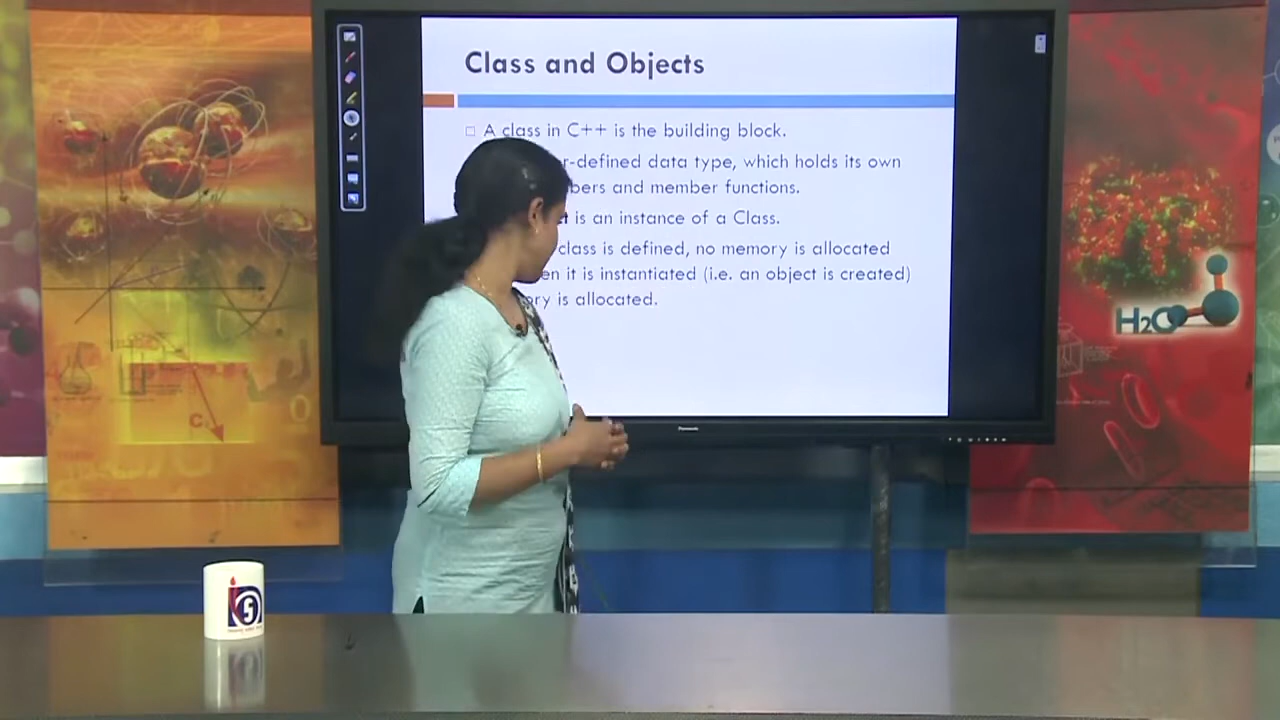 Class and Objects
A class in C++ is the building block.
r-defined data type, which holds its own
bers and member functions.
is an instance of a Class.
class is defined, no memory is allocated
en it is instantiated (i.e. an object is created)
ory is allocated.
Panasonic
H2O
C